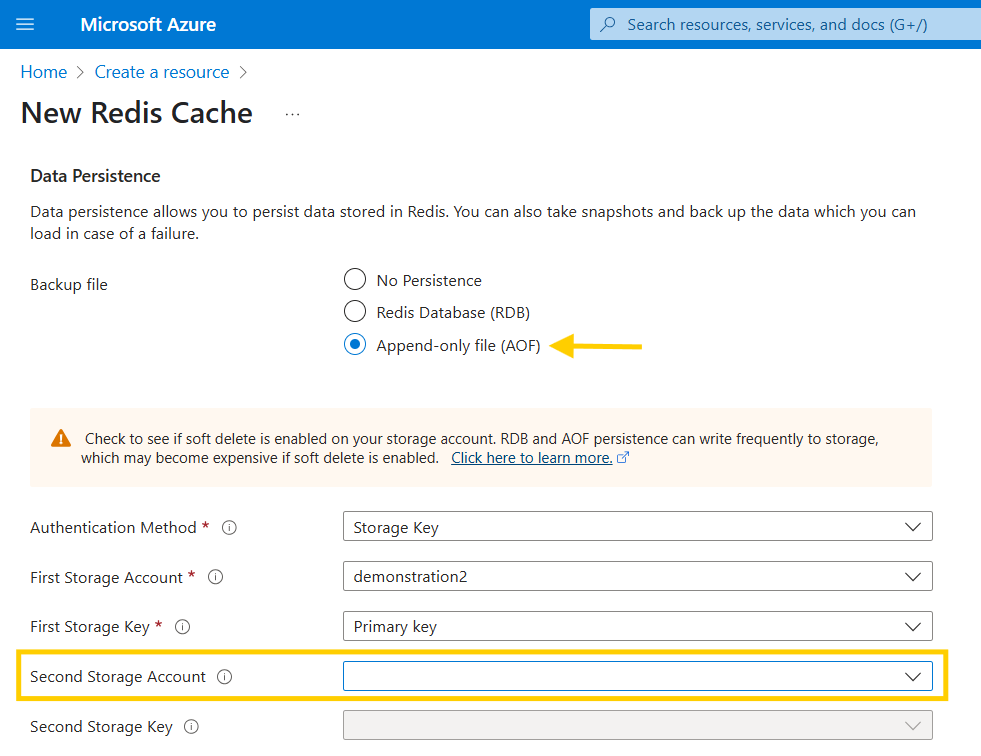 Microsoft Azure
Search resources, services, and docs (G+/)
Home > Create a resource >
New Redis Cache ...
Data Persistence
Data persistence allows you to persist data stored in Redis. You can also take snapshots and back up the data which you can
load in case of a failure.
Backup file
No Persistence
Redis Database (RDB)
Append-only file (AOF)
Check to see if soft delete is enabled on your storage account. RDB and AOF persistence can write frequently to storage,
which may become expensive if soft delete is enabled. Click here to learn more.
Authentication Method * Storage Key
First Storage Account * demonstration2
First Storage Key * Primary key
Second Storage Account
Second Storage Key